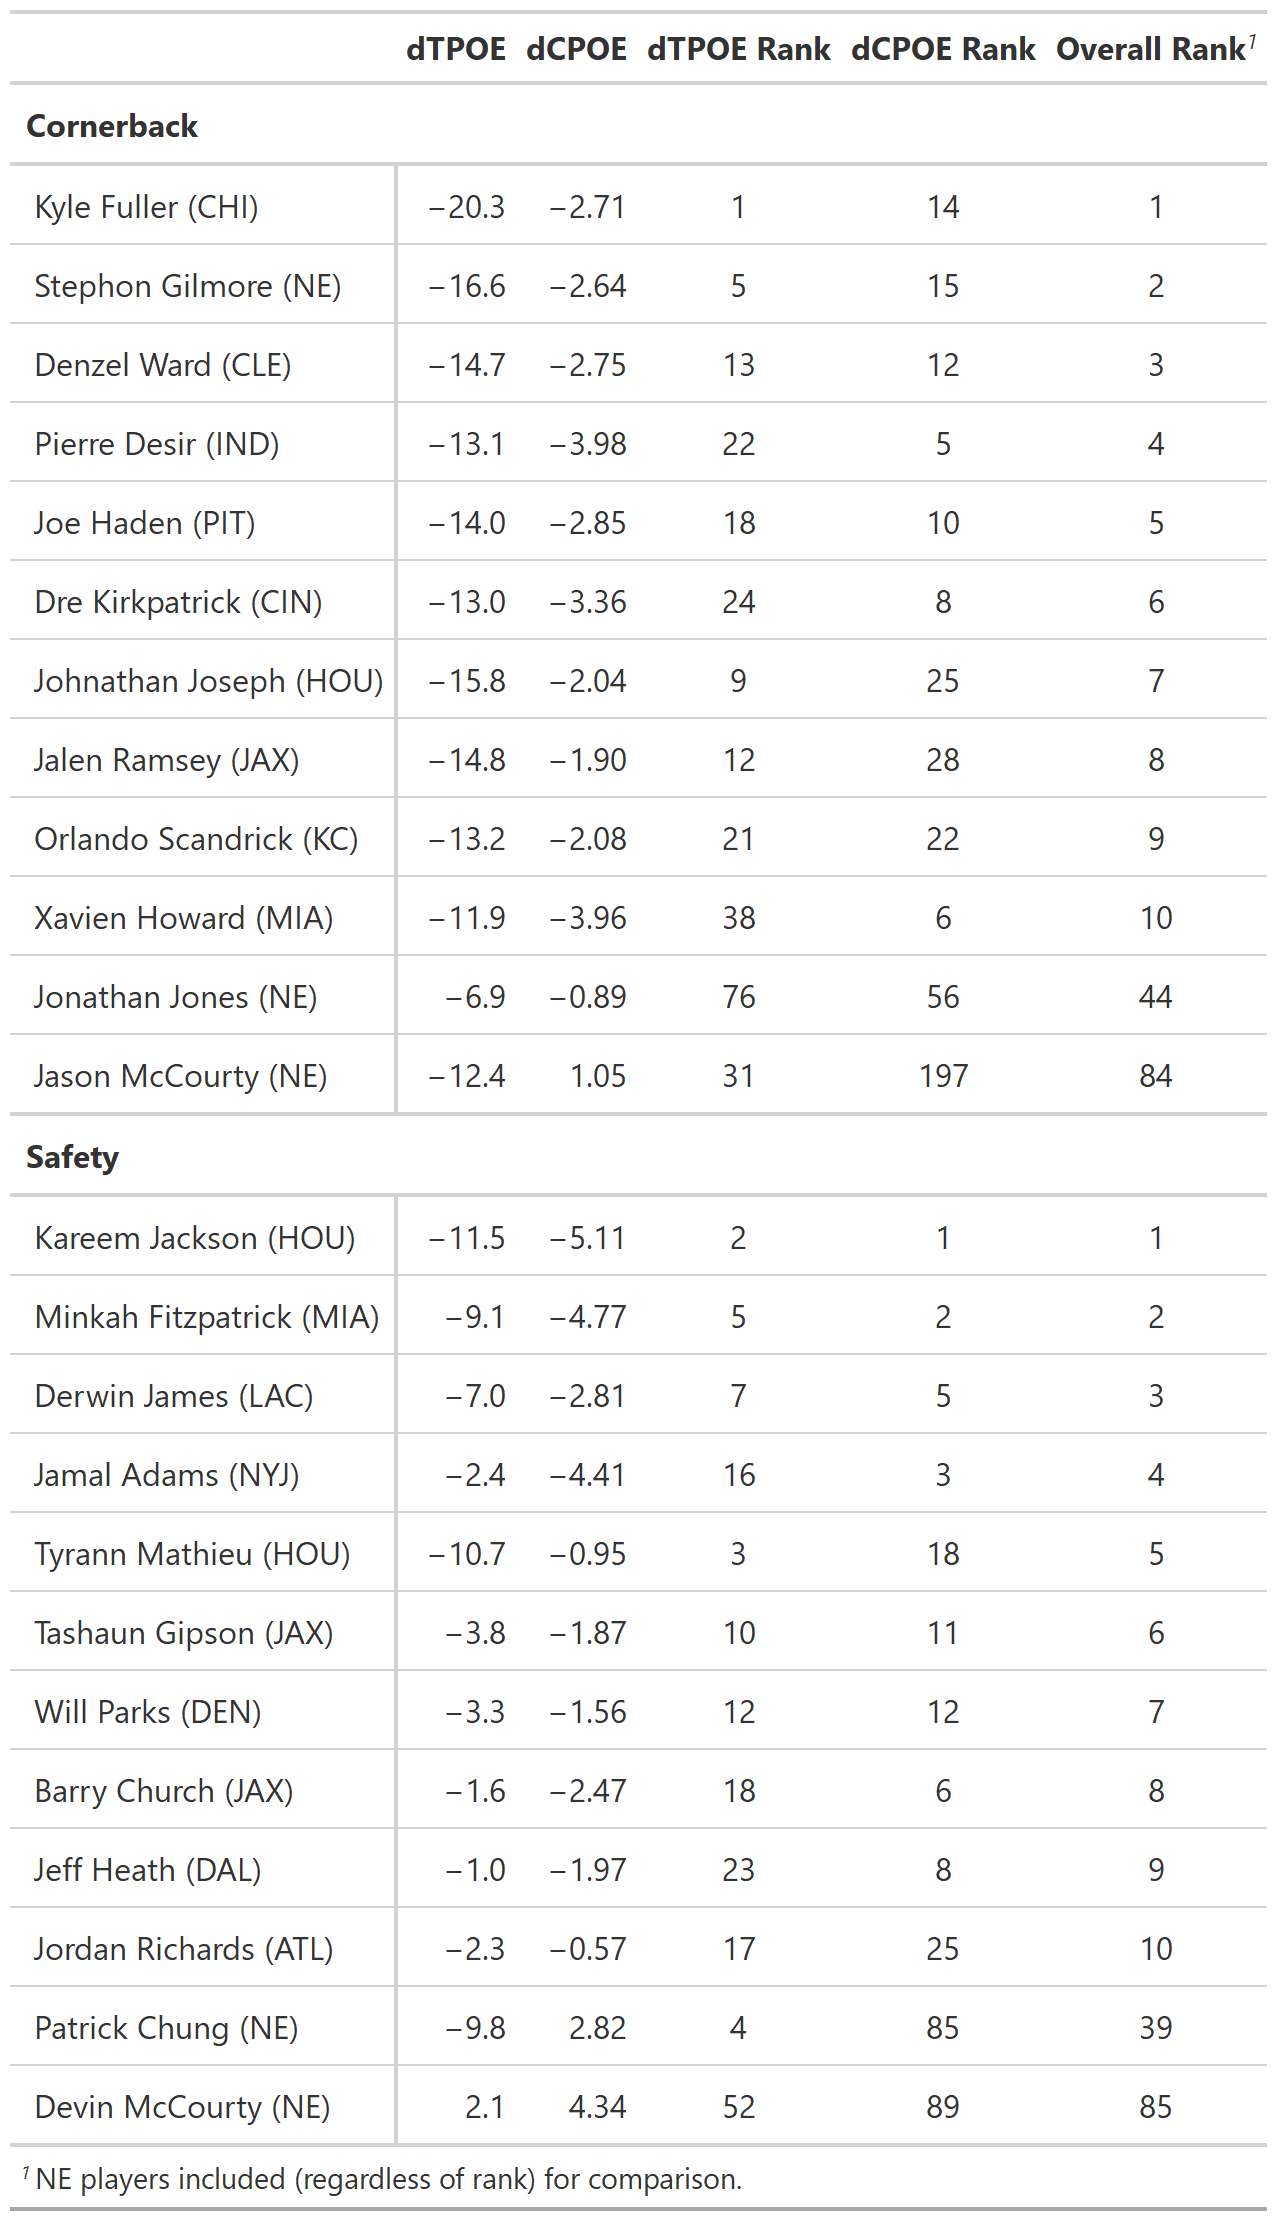 dTPOE dCPOE dTPOE Rank dCPOE Rank Overall Rank¹
Cornerback
Kyle Fuller (CHI) −20.3 −2.71 1 14 1
Stephon Gilmore (NE) −16.6 −2.64 5 15 2
Denzel Ward (CLE) −14.7 −2.75 13 12 3
Pierre Desir (IND) −13.1 −3.98 22 5 4
Joe Haden (PIT) −14.0 −2.85 18 10 5
Dre Kirkpatrick (CIN) −13.0 −3.36 24 8 6
Johnathan Joseph (HOU) −15.8 −2.04 9 25 7
Jalen Ramsey (JAX) −14.8 −1.90 12 28 8
Orlando Scandrick (KC) −13.2 −2.08 21 22 9
Xavien Howard (MIA) −11.9 −3.96 38 6 10
Jonathan Jones (NE) −6.9 −0.89 76 56 44
Jason McCourty (NE) −12.4 1.05 31 197 84
Safety
Kareem Jackson (HOU) −11.5 −5.11 2 1 1
Minkah Fitzpatrick (MIA) −9.1 −4.77 5 2 2
Derwin James (LAC) −7.0 −2.81 7 5 3
Jamal Adams (NYJ) −2.4 −4.41 16 3 4
Tyrann Mathieu (HOU) −10.7 −0.95 3 18 5
Tashaun Gipson (JAX) −3.8 −1.87 10 11 6
Will Parks (DEN) −3.3 −1.56 12 12 7
Barry Church (JAX) −1.6 −2.47 18 6 8
Jeff Heath (DAL) −1.0 −1.97 23 8 9
Jordan Richards (ATL) −2.3 −0.57 17 25 10
Patrick Chung (NE) −9.8 2.82 4 85 39
Devin McCourty (NE) 2.1 4.34 52 89 85
¹ NE players included (regardless of rank) for comparison.